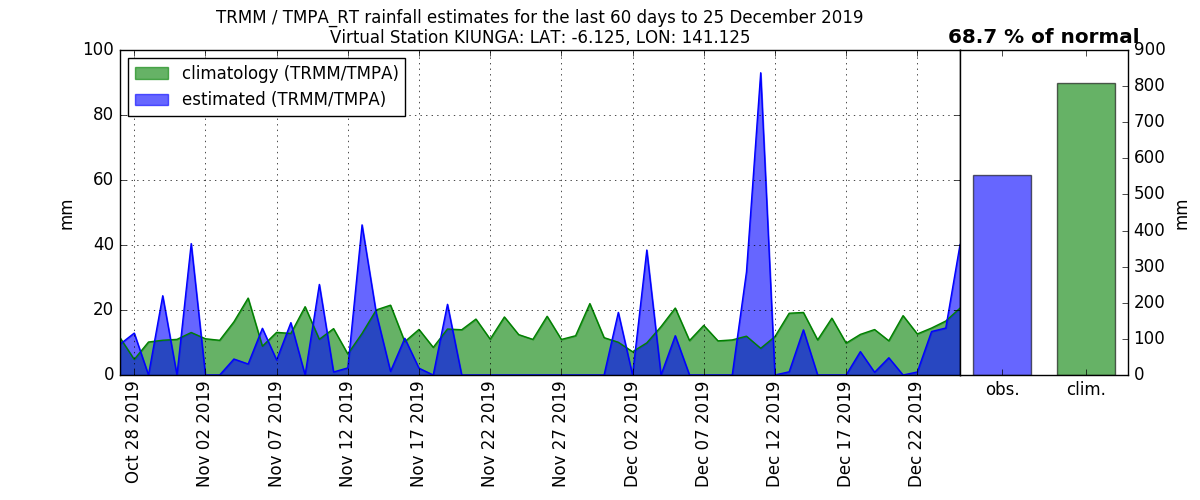 TRMM / TMPA_RT rainfall estimates for the last 60 days to 25 December 2019
Virtual Station KIUNGA: LAT: -6.125, LON: 141.125
68.7 % of normal
climatology (TRMM/TMPA)
estimated (TRMM/TMPA)
mm
100
80
60
40
20
0
Oct 28 2019
Nov 02 2019
Nov 07 2019
Nov 12 2019
Nov 17 2019
Nov 22 2019
Nov 27 2019
Dec 02 2019
Dec 07 2019
Dec 12 2019
Dec 17 2019
Dec 22 2019
obs.
clim.
900
800
700
600
500
400
300
200
100
0
mm